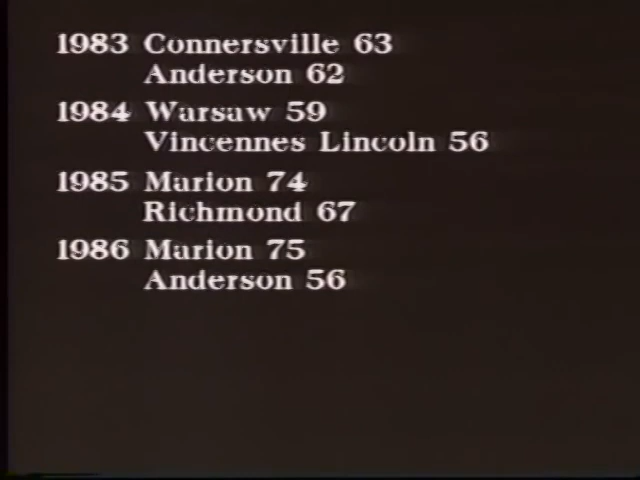 1983 Connersville 63
Anderson 62
1984 Warsaw 59
Vincennes Lincoln 56
1985 Marion 74
Richmond 67
1986 Marion 75
Anderson 56